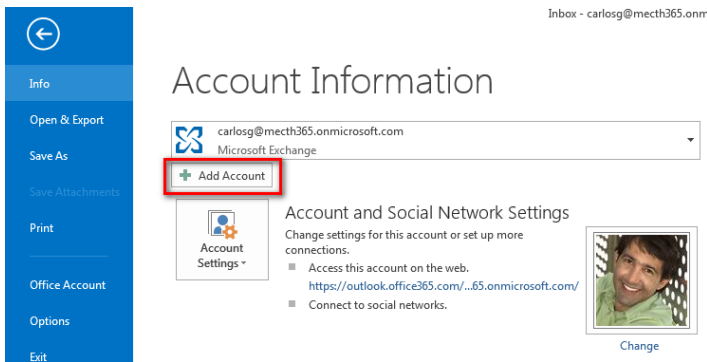 Inbox - carlosg@mecth365.onm
Info
Open & Export
Save As
Save Attachments
Print
Office Account
Options
Exit
Account Information
carlosg@mecth365.onmicrosoft.com
Microsoft Exchange
Add Account
Account
Settings
Account and Social Network Settings
Change settings for this account or set up more
connections.
Access this account on the web.
https://outlook.office365.com/...65.onmicrosoft.com/
Connect to social networks.
Change